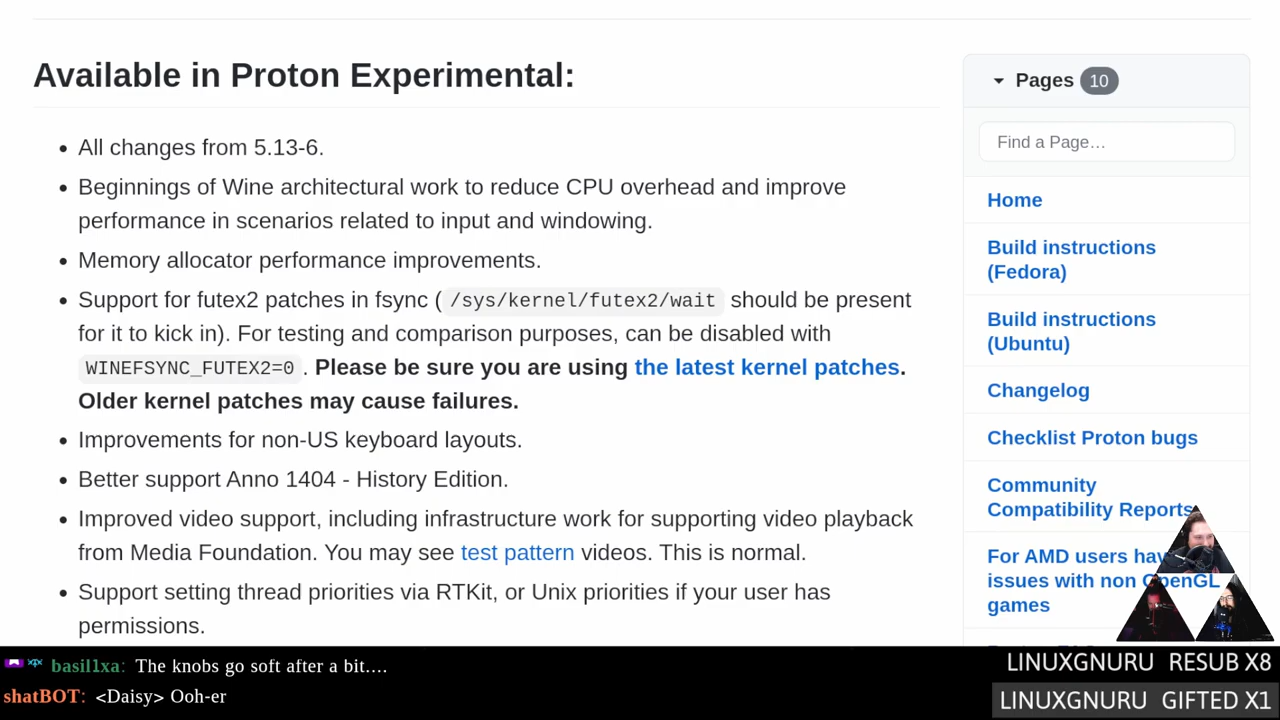 Available in Proton Experimental:
All changes from 5.13-6.
Beginnings of Wine architectural work to reduce CPU overhead and improve
performance in scenarios related to input and windowing.
Memory allocator performance improvements.
Support for futex2 patches in fsync ( /sys/kernel/futex2/wait should be present
for it to kick in). For testing and comparison purposes, can be disabled with
WINEFSYNC_FUTEX2=0 . Please be sure you are using the latest kernel patches.
Older kernel patches may cause failures.
Improvements for non-US keyboard layouts.
Better support Anno 1404 - History Edition.
Improved video support, including infrastructure work for supporting video playback
from Media Foundation. You may see test pattern videos. This is normal.
Support setting thread priorities via RTKit, or Unix priorities if your user has
permissions.
Pages 10
Find a Page…
Home
Build instructions
(Fedora)
Build instructions
(Ubuntu)
Changelog
Checklist Proton bugs
Community
Compatibility Reports
For AMD users
issues with non OpenGL
games
basil1xa: The knobs go soft after a bit....
shatBOT: <Daisy> Ooh-er
LINUXGNURU RESUB X8
LINUXGNURU GIFTED X1